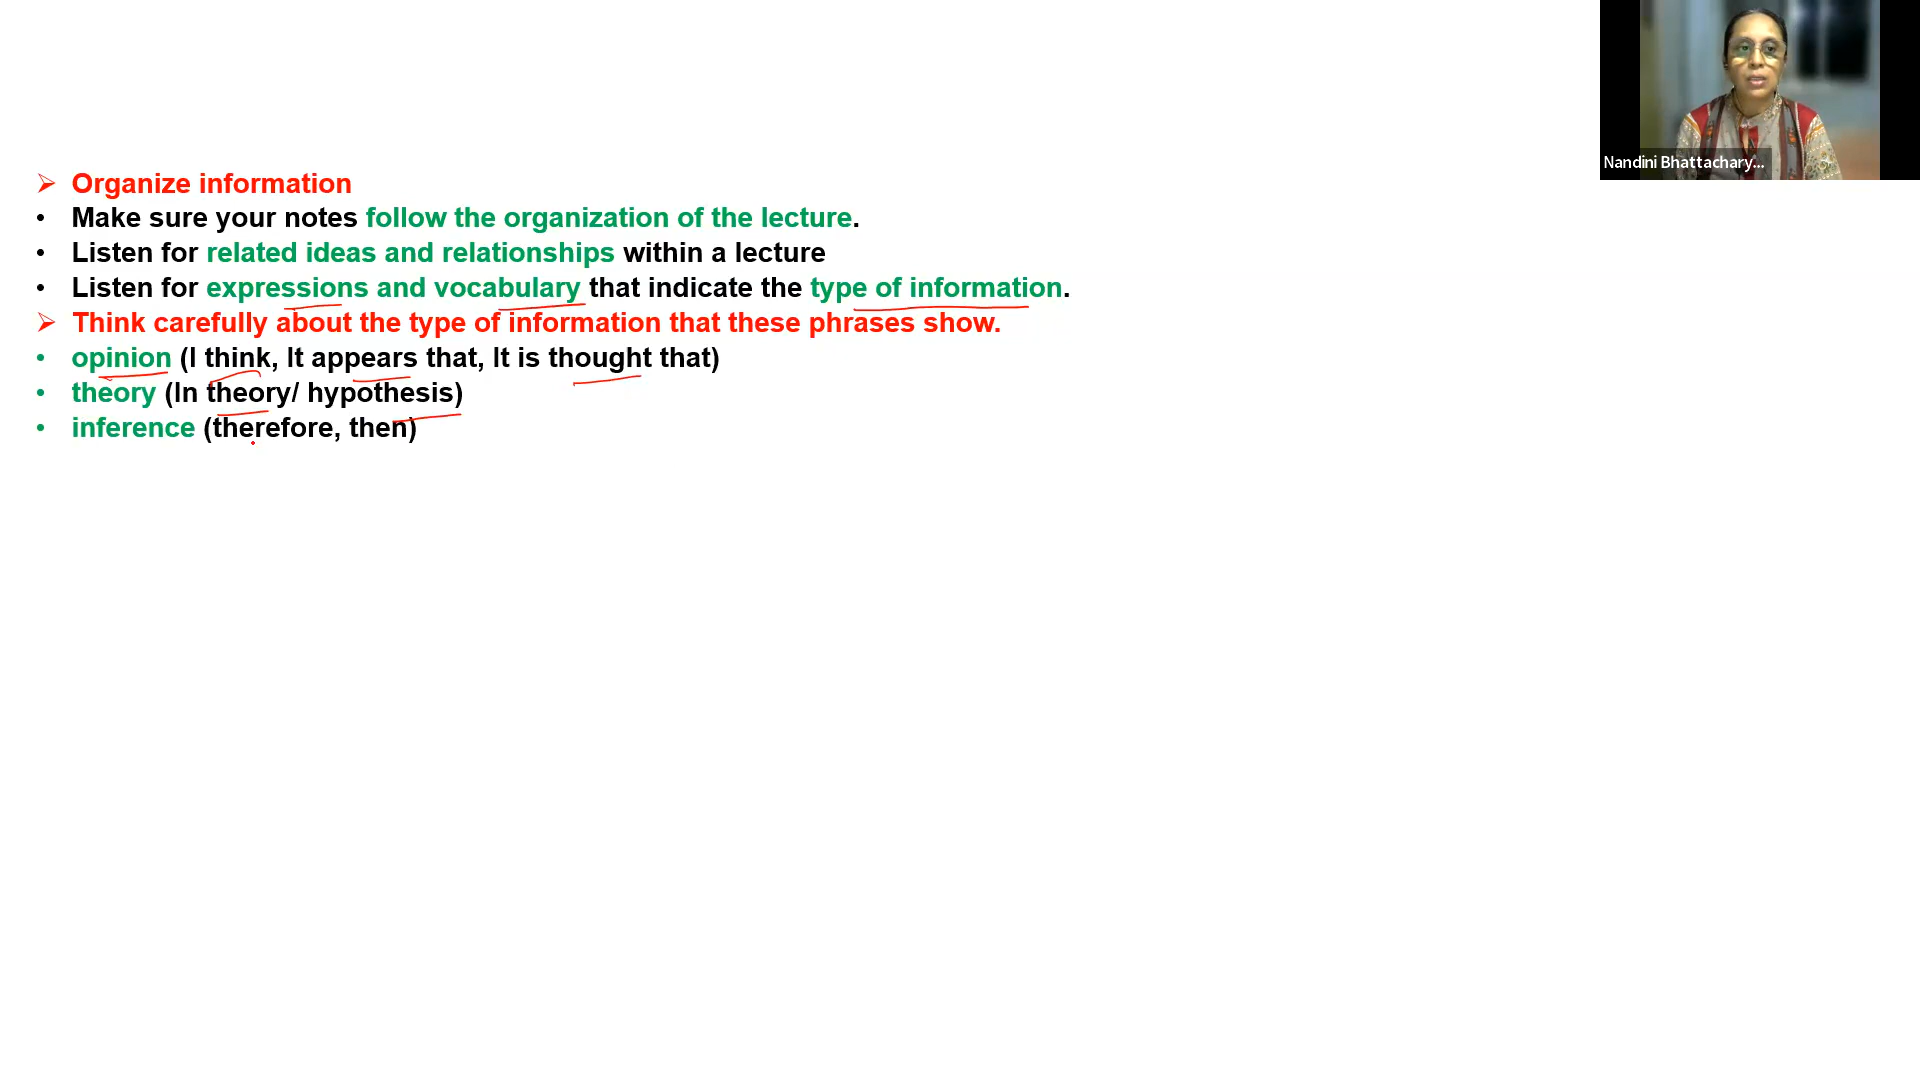 Nandini Bhattachary...
➢ Organize information
• Make sure your notes follow the organization of the lecture.
• Listen for related ideas and relationships within a lecture
• Listen for expressions and vocabulary that indicate the type of information.
➢ Think carefully about the type of information that these phrases show.
• opinion (I think, It appears that, It is thought that)
• theory (In theory/ hypothesis)
• inference (therefore, then)